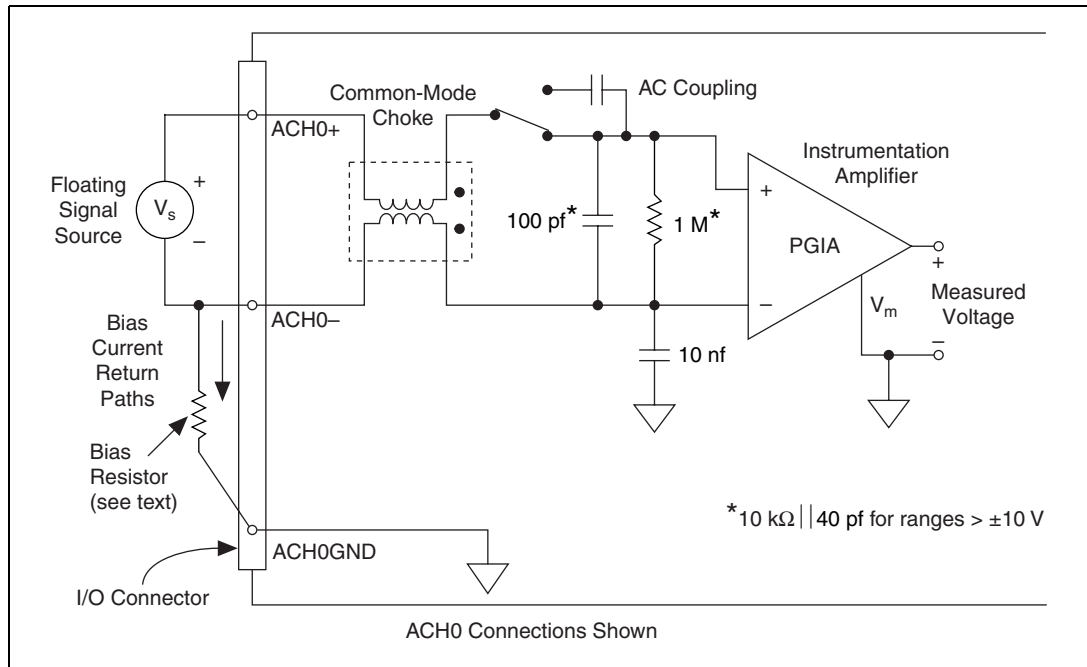 Common-Mode
Choke
AC Coupling
ACH0+
Instrumentation
Amplifier
Floating
Signal
Source
+
Vs
–
100 pf*
1 M*
+
PGIA
–
+
Measured
Voltage
–
Vm
ACH0–
Bias
Current
Return
Paths
10 nf
Bias
Resistor
(see text)
*10 kΩ||40 pf for ranges > ±10 V
ACH0GND
I/O Connector
ACH0 Connections Shown